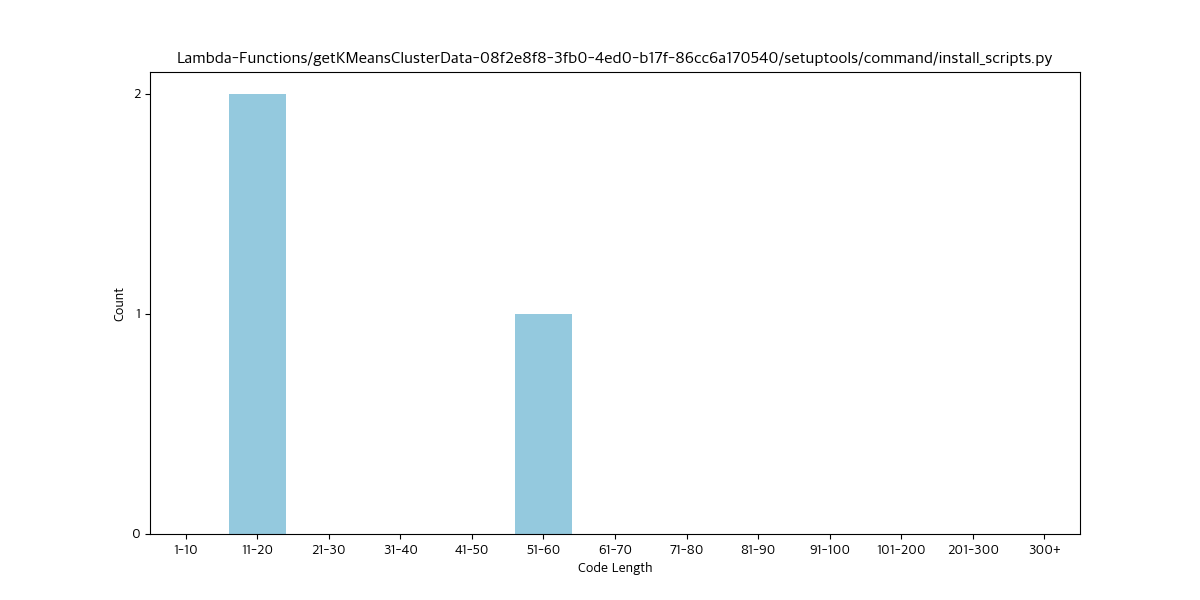 Lambda-Functions/getKMeansClusterData-08f2e8f8-3fb0-4ed0-b17f-86cc6a170540/setuptools/command/install_scripts.py
2
1
0
Count
1-10 11-20 21-30 31-40 41-50 51-60 61-70 71-80 81-90 91-100 101-200 201-300 300+
Code Length